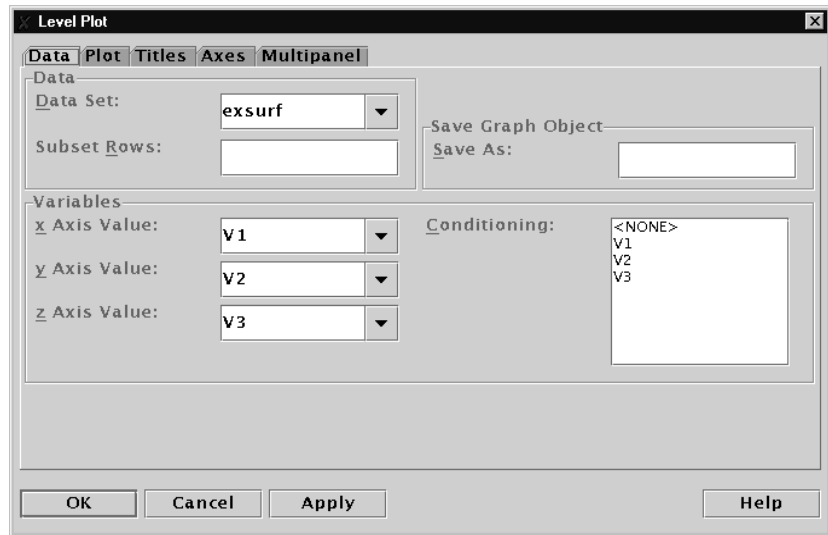 Level Plot
Data Plot Titles Axes Multipanel
Data
Data Set:
exsurf
Subset Rows:
Save Graph Object
Save As:
Variables
x Axis Value:
V1
y Axis Value:
V2
z Axis Value:
V3
Conditioning:
<NONE>
V1
V2
V3
OK Cancel Apply Help